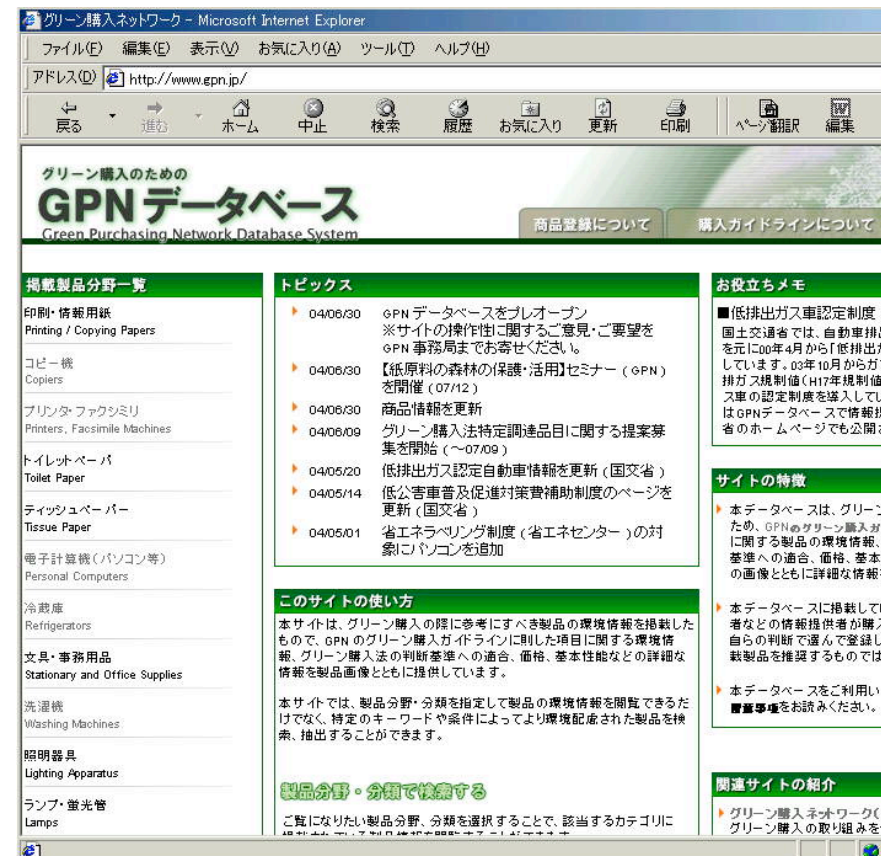 グリーン購入ネットワーク - Microsoft Internet Explorer
ファイル(F) 編集(E) 表示(V) お気に入り(A) ツール(T) ヘルプ(H)
アドレス(D) http://www.gpn.jp/
戻る 進む ホーム 中止 検索 履歴 お気に入り 更新 印刷 ページ翻訳 編集
グリーン購入のための
GPNデータベース
Green Purchasing Network Database System
商品登録について 購入ガイドラインについて
掲載製品分野一覧
印刷・情報用紙
Printing / Copying Papers
コピー機
Copiers
プリンタ・ファクシミリ
Printers, Facsimile Machines
トイレットペーパ
Toilet Paper
ティッシュペーパー
Tissue Paper
電子計算機(パソコン等)
Personal Computers
冷蔵庫
Refrigerators
文具・事務用品
Stationary and Office Supplies
洗濯機
Washing Machines
照明器具
Lighting Apparatus
ランプ・蛍光管
Lamps
トピックス
04/06/30 GPN データベースをプレオープン
※サイトの操作性に関するご意見・ご要望を
GPN 事務局までお寄せください。
04/06/30 【紙原料の森林の保護・活用】セミナー (GPN)
を開催 (07/12)
04/06/30 商品情報を更新
04/06/09 グリーン購入法特定調達品目に関する提案募
集を開始 (~07/09)
04/05/20 低排出ガス認定自動車情報を更新 (国交省)
04/05/14 低公害車普及促進対策費補助制度のページを
更新 (国交省)
04/05/01 省エネラベリング制度 (省エネセンター) の対
象にパソコンを追加
このサイトの使い方
本サイトは、グリーン購入の際に参考にすべき製品の環境情報を掲載した
もので、GPN のグリーン購入ガイドラインに則した項目に関する環境情
報、グリーン購入法の判断基準への適合、価格、基本性能などの詳細な
情報を製品画像とともに提供しています。
本サイトでは、製品分野・分類を指定して製品の環境情報を閲覧できるだ
けでなく、特定のキーワードや条件によってより環境配慮された製品を検
索、抽出することができます。
製品分野・分類で検索する
ご覧になりたい製品分野、分類を選択することで、該当するカテゴリに
お役立ちメモ
■低排出ガス車認定制度
国土交通省では、自動車排
を元に00年4月から「低排出ガ
しています。03年10月からガ
排ガス規制値(H17年規制値
ス車の認定制度を導入してい
はGPNデータベースで情報提
省のホームページでも公開さ
サイトの特徴
本データベースは、グリーン
ため、GPNのグリーン購入ガ
に関する製品の環境情報、
基準への適合、価格、基本
の画像とともに詳細な情報を
本データベースに掲載してい
者などの情報提供者が購入
自らの判断で選んで登録し
載製品を推奨するものでは
本データベースをご利用い
をお読みください。
関連サイトの紹介
グリーン購入ネットワーク(
グリーン購入の取り組みを